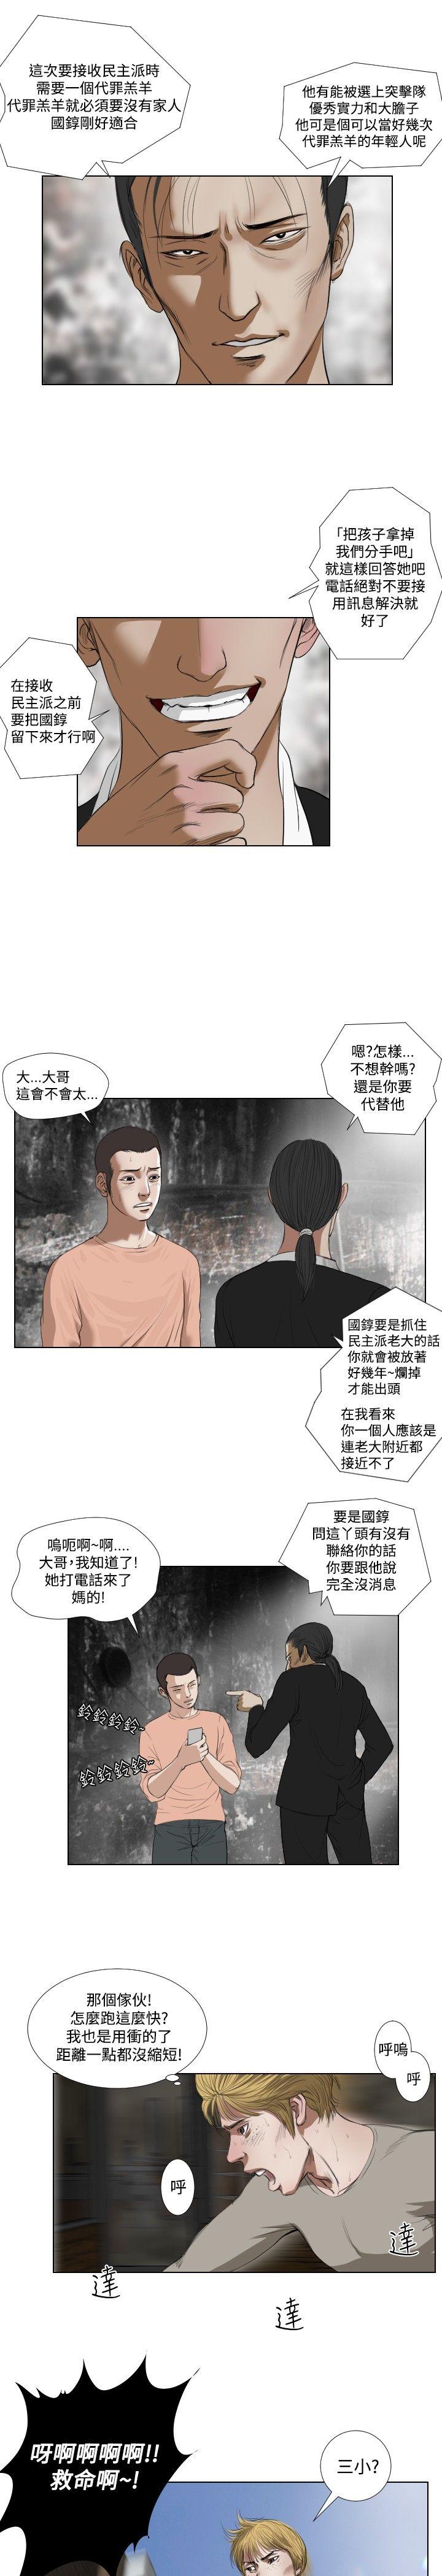 這次要接收民主派時
需要一個代罪羔羊
代罪羔羊就必須要沒有家人
國錞剛好適合
他有能被選上突擊隊
優秀實力和大膽子
他可是個可以當好幾次
代罪羔羊的年輕人呢
「把孩子拿掉
我們分手吧」
就這樣回答她吧
電話絕對不要接
用訊息解決就
好了
在接收
民主派之前
要把國錞
留下來才行啊
嗯?怎樣...
不想幹嗎?
還是你要
代替他
大...大哥
這會不會太...
國錞要是抓住
民主派老大的話
你就會被放著
好幾年~爛掉
才能出頭
在我看來
你一個人應該是
連老大附近都
接近不了
要是國錞
問這丫頭有沒有
聯絡你的話
你要跟他說
完全沒消息
嗚呃啊~啊....
大哥,我知道了!
她打電話來了
媽的!
鈴鈴鈴鈴~
鈴鈴鈴鈴~
那個傢伙!
怎麼跑這麼快?
我也是用衝的了
距離一點都沒縮短!
呼嗚
呼
呼
達
達
達
呀啊啊啊啊!!
救命啊~!
三小?